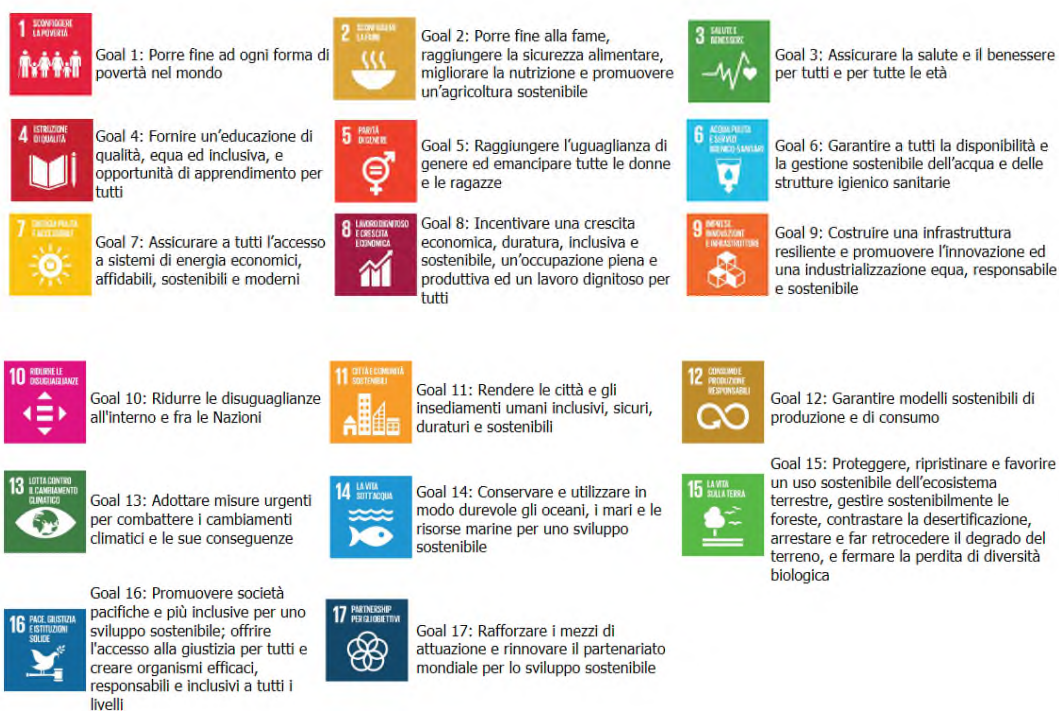 1 SCONFIGGERE
LA POVERTÀ
Goal 1: Porre fine ad ogni forma di
povertà nel mondo
2 SCONFIGGERE
LA FAME
Goal 2: Porre fine alla fame,
raggiungere la sicurezza alimentare,
migliorare la nutrizione e promuovere
un'agricoltura sostenibile
3 SALUTE E
BENESSERE
Goal 3: Assicurare la salute e il benessere
per tutti e per tutte le età
4 ISTRUZIONE
DI QUALITÀ
Goal 4: Fornire un'educazione di
qualità, equa ed inclusiva, e
opportunità di apprendimento per
tutti
5 PARITÀ
DI GENERE
Goal 5: Raggiungere l'uguaglianza di
genere ed emancipare tutte le donne
e le ragazze
6 ACQUA PULITA
E SERVIZI
IGIENICO-SANITARI
Goal 6: Garantire a tutti la disponibilità e
la gestione sostenibile dell'acqua e delle
strutture igienico sanitarie
7 ENERGIA PULITA
E ACCESSIBILE
Goal 7: Assicurare a tutti l'accesso
a sistemi di energia economici,
affidabili, sostenibili e moderni
8 LAVORO DIGNITOSO
E CRESCITA
ECONOMICA
Goal 8: Incentivare una crescita
economica, duratura, inclusiva e
sostenibile, un'occupazione piena e
produttiva ed un lavoro dignitoso per
tutti
9 IMPRESE,
INNOVAZIONE
E INFRASTRUTTURE
Goal 9: Costruire una infrastruttura
resiliente e promuovere l'innovazione ed
una industrializzazione equa, responsabile
e sostenibile
10 RIDURRE LE
DISUGUAGLIANZE
Goal 10: Ridurre le disuguaglianze
all'interno e fra le Nazioni
11 CITTÀ E COMUNITÀ
SOSTENIBILI
Goal 11: Rendere le città e gli
insediamenti umani inclusivi, sicuri,
duraturi e sostenibili
12 CONSUMO E
PRODUZIONE
RESPONSABILI
Goal 12: Garantire modelli sostenibili di
produzione e di consumo
13 LOTTA CONTRO
IL CAMBIAMENTO
CLIMATICO
Goal 13: Adottare misure urgenti
per combattere i cambiamenti
climatici e le sue conseguenze
14 LA VITA
SOTT'ACQUA
Goal 14: Conservare e utilizzare in
modo durevole gli oceani, i mari e le
risorse marine per uno sviluppo
sostenibile
15 LA VITA
SULLA TERRA
Goal 15: Proteggere, ripristinare e favorire
un uso sostenibile dell'ecosistema
terrestre, gestire sostenibilmente le
foreste, contrastare la desertificazione,
arrestare e far retrocedere il degrado del
terreno, e fermare la perdita di diversità
biologica
16 PACE, GIUSTIZIA
E ISTITUZIONI
SOLIDE
Goal 16: Promuovere società
pacifiche e più inclusive per uno
sviluppo sostenibile; offrire
l'accesso alla giustizia per tutti e
creare organismi efficaci,
responsabili e inclusivi a tutti i
livelli
17 PARTNERSHIP
PER GLI OBIETTIVI
Goal 17: Rafforzare i mezzi di
attuazione e rinnovare il partenariato
mondiale per lo sviluppo sostenibile